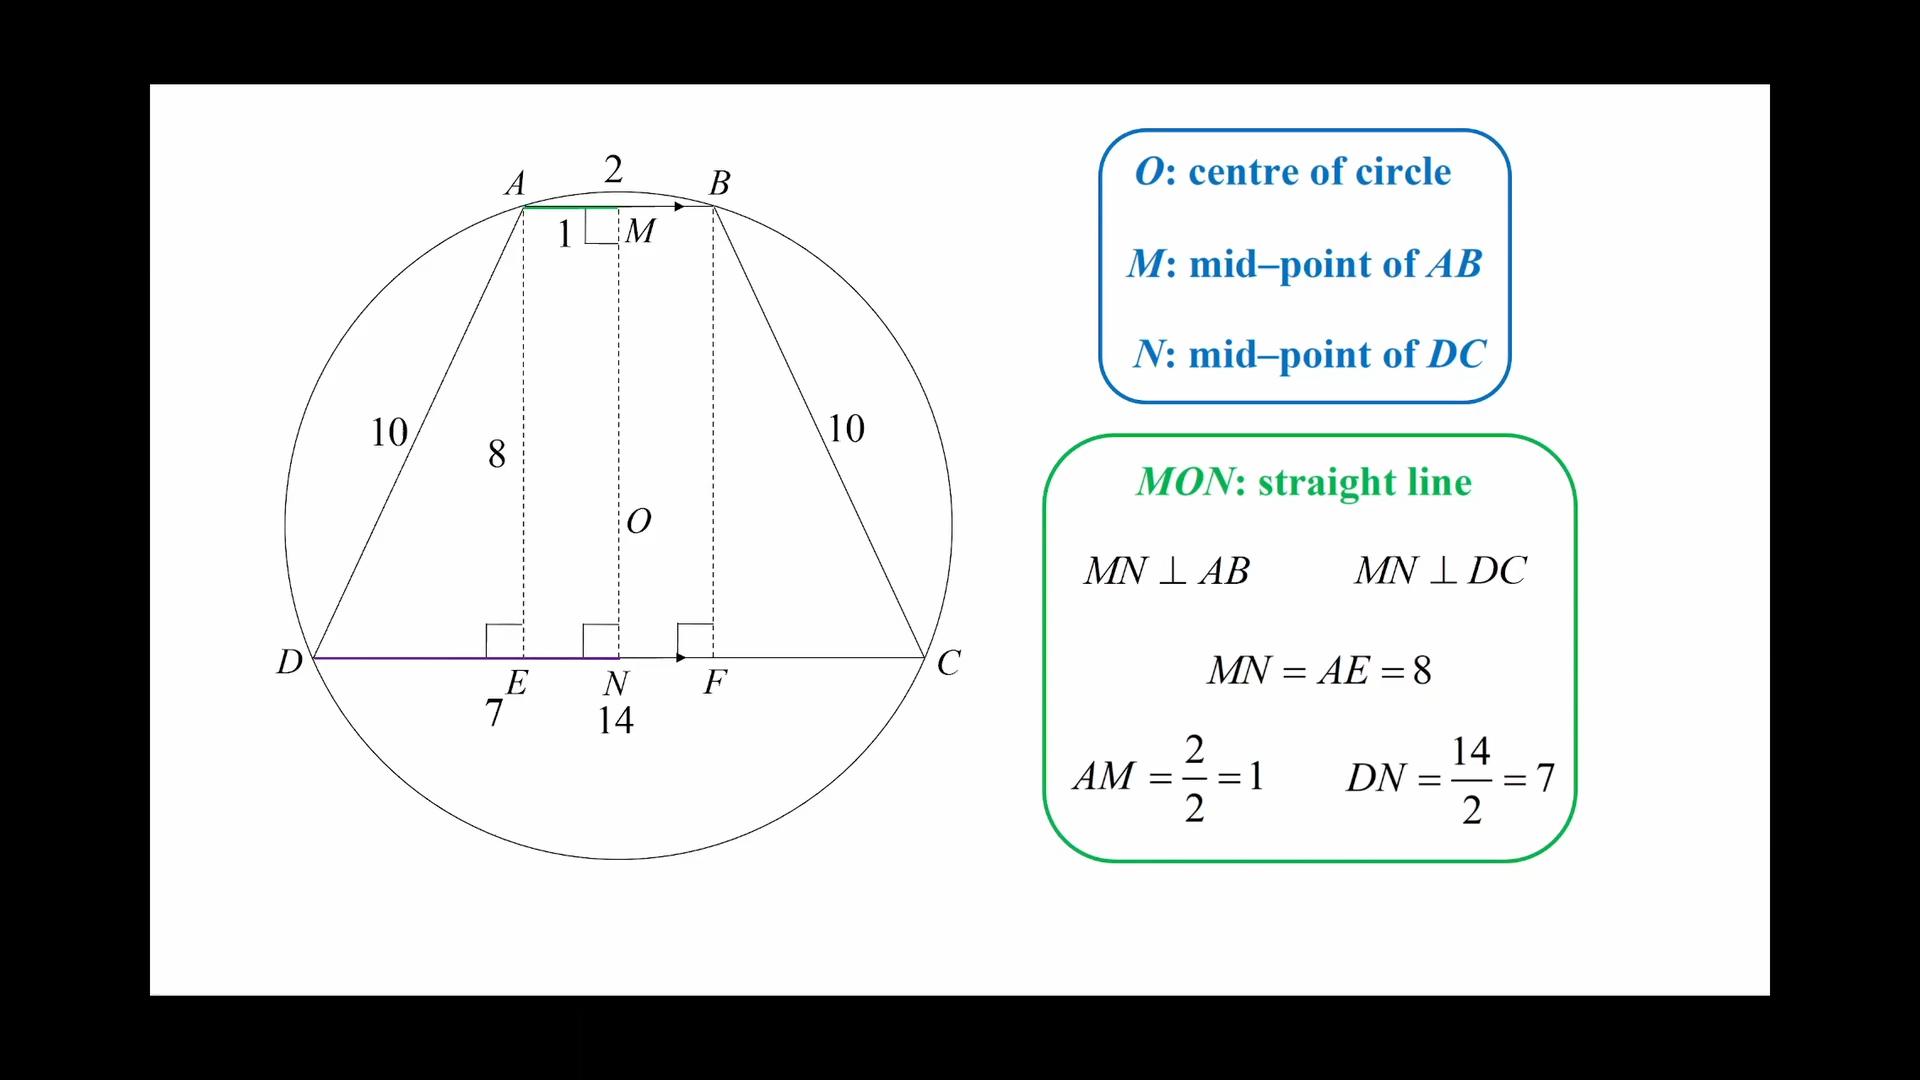 2
A
B
1
M
10
8
10
O
D
E
N
F
C
7
14
O: centre of circle
M: mid–point of AB
N: mid–point of DC
MON: straight line
MN ⊥ AB
MN ⊥ DC
MN = AE = 8
AM = 2/2 = 1
DN = 14/2 = 7